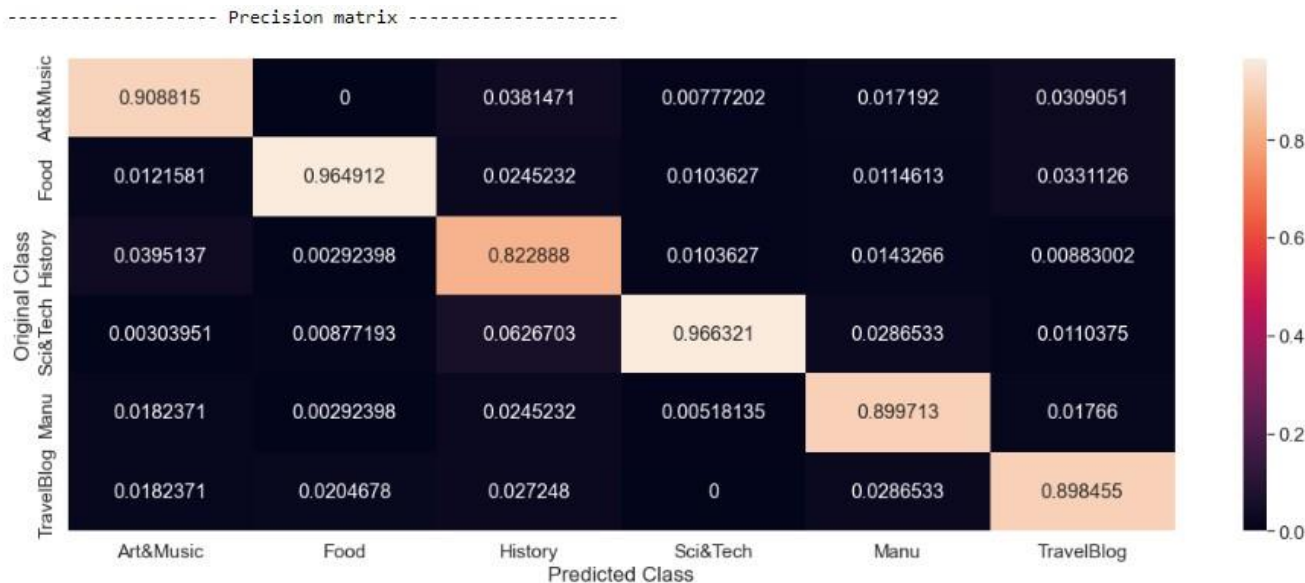 -------------------- Precision matrix --------------------
Art&Music 0.908815 0 0.0381471 0.00777202 0.017192 0.0309051
Food 0.0121581 0.964912 0.0245232 0.0103627 0.0114613 0.0331126
History 0.0395137 0.00292398 0.822888 0.0103627 0.0143266 0.00883002
Sci&Tech 0.00303951 0.00877193 0.0626703 0.966321 0.0286533 0.0110375
Manu 0.0182371 0.00292398 0.0245232 0.00518135 0.899713 0.01766
TravelBlog 0.0182371 0.0204678 0.027248 0 0.0286533 0.898455
Original Class
Art&Music Food History Sci&Tech Manu TravelBlog
Predicted Class
0.8
0.6
0.4
0.2
0.0